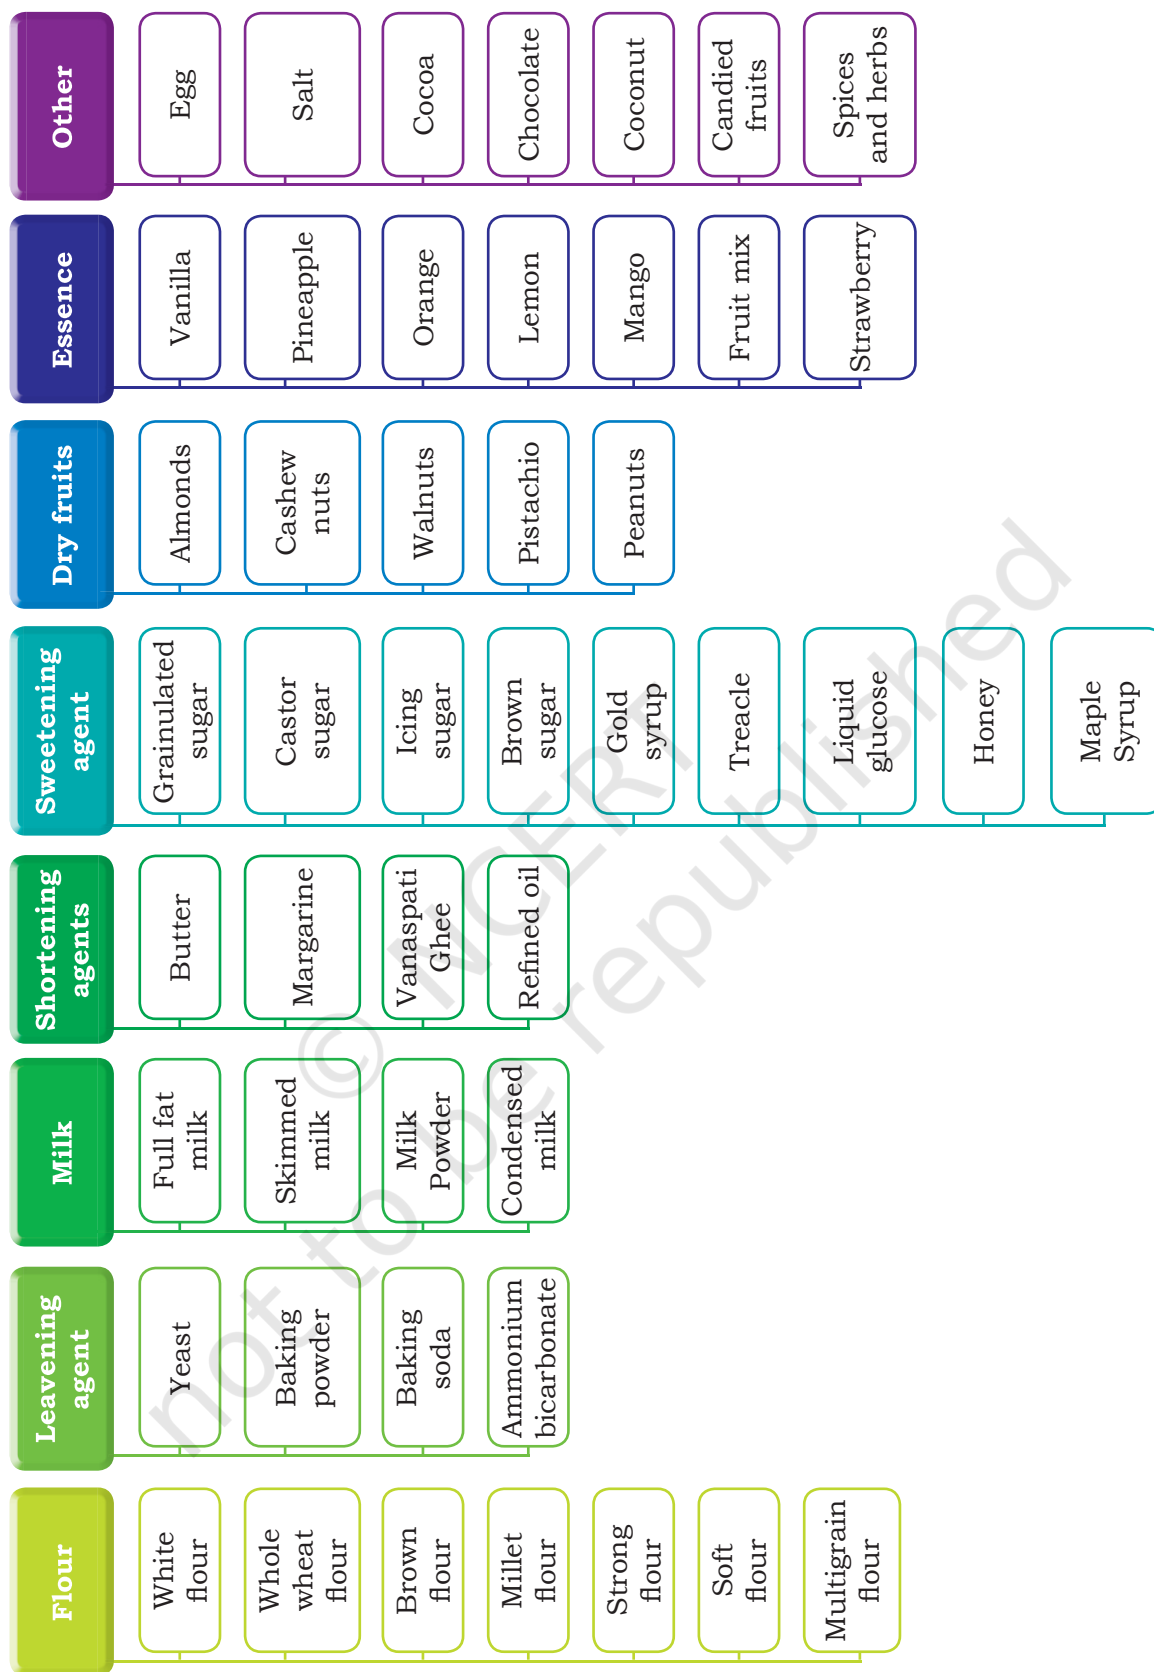 Flour
White
flour
Whole
wheat
flour
Brown
flour
Millet
flour
Strong
flour
Soft
flour
Multigrain
flour
Leavening
agent
Yeast
Baking
powder
Baking
soda
Ammonium
bicarbonate
Milk
Full fat
milk
Skimmed
milk
Milk
Powder
Condensed
milk
Shortening
agents
Butter
Margarine
Vanaspati
Ghee
Refined oil
Sweetening
agent
Grainulated
sugar
Castor
sugar
Icing
sugar
Brown
sugar
Gold
syrup
Treacle
Liquid
glucose
Honey
Maple
Syrup
Dry fruits
Almonds
Cashew
nuts
Walnuts
Pistachio
Peanuts
Essence
Vanilla
Pineapple
Orange
Lemon
Mango
Fruit mix
Strawberry
Other
Egg
Salt
Cocoa
Chocolate
Coconut
Candied
fruits
Spices
and herbs
© NCERT
not to be republished